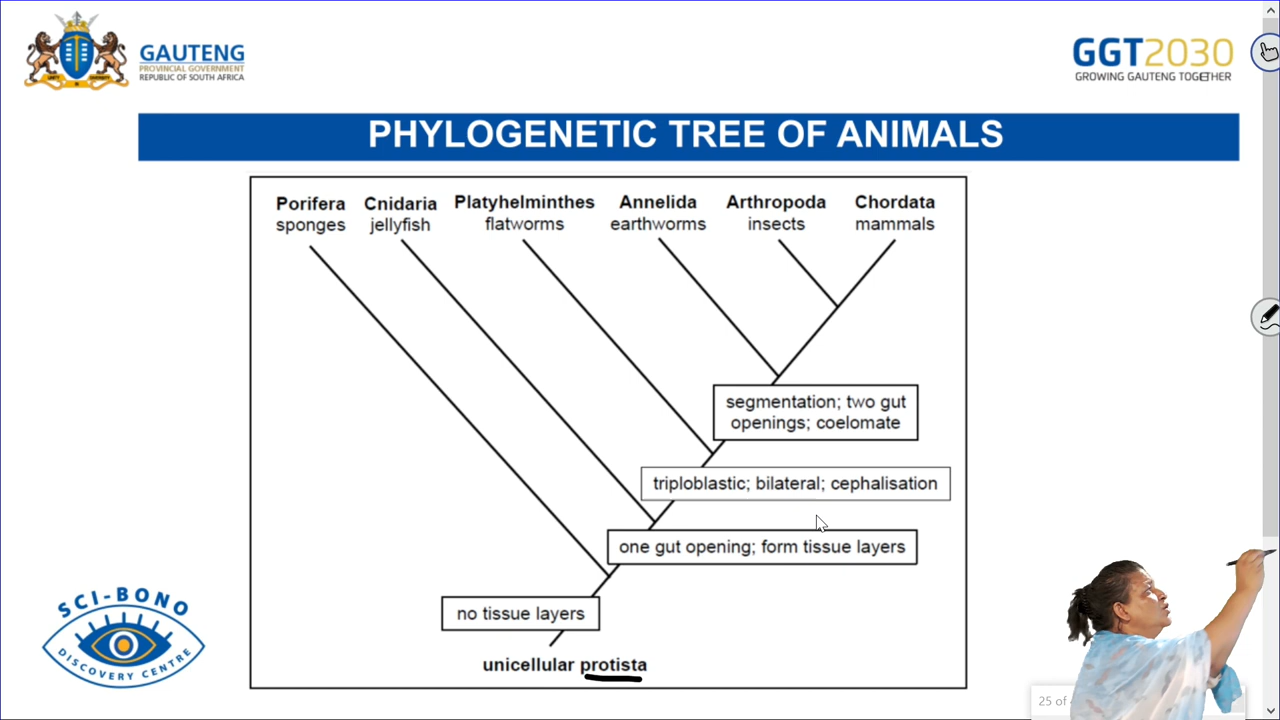 GAUTENG
PROVINCIAL GOVERNMENT
REPUBLIC OF SOUTH AFRICA
GGT2030
GROWING GAUTENG TOGETHER
PHYLOGENETIC TREE OF ANIMALS
Porifera Cnidaria Platyhelminthes Annelida Arthropoda Chordata
sponges jellyfish flatworms earthworms insects mammals
segmentation; two gut
openings; coelomate
triploblastic; bilateral; cephalisation
one gut opening; form tissue layers
no tissue layers
unicellular protista
SCI-BONO
DISCOVERY CENTRE
25 of